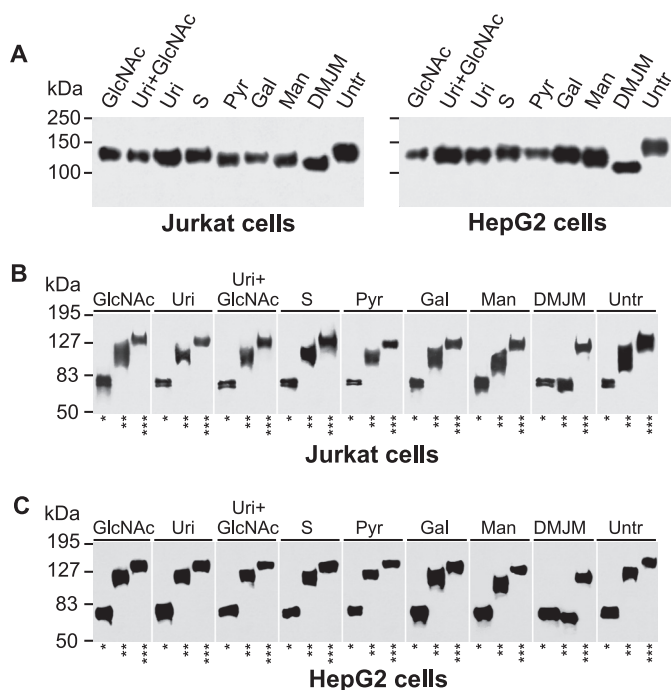 A
kDa
GlcNAc Uri+GlcNAc Uri S Pyr Gal Man DMJM Untr
GlcNAc Uri+GlcNAc Uri S Pyr Gal Man DMJM Untr
250
150
100
Jurkat cells
HepG2 cells
B
kDa
GlcNAc Uri Uri+ GlcNAc S Pyr Gal Man DMJM Untr
195
127
83
50
* ** *** * ** *** * ** *** * ** *** * ** *** * ** *** * ** *** * ** *** * ** ***
Jurkat cells
C
kDa
GlcNAc Uri Uri+ GlcNAc S Pyr Gal Man DMJM Untr
195
127
83
50
* ** *** * ** *** * ** *** * ** *** * ** *** * ** *** * ** *** * ** *** * ** ***
HepG2 cells